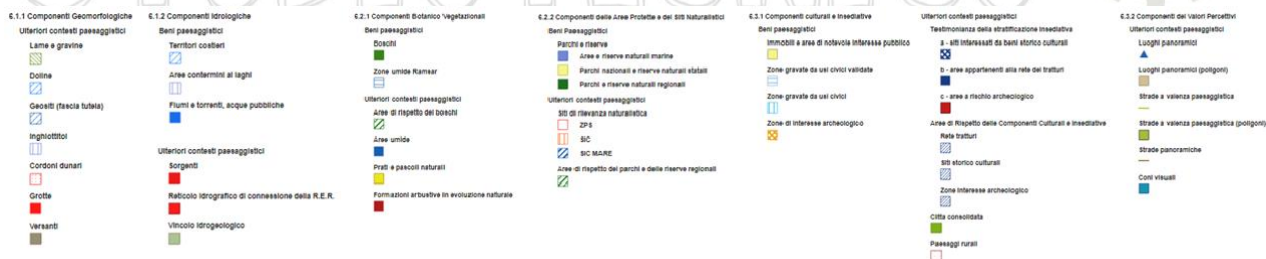 6.1.1 Componenti Geomorfologiche
Ulteriori contesti paesaggistici
Lame e gravine
Doline
Geositi (fascia tutela)
Inghiottitoi
Cordoni dunari
Grotte
Versanti
6.1.2 Componenti Idrologiche
Beni paesaggistici
Territori costieri
Aree contermini ai laghi
Fiumi e torrenti, acque pubbliche
Ulteriori contesti paesaggistici
Sorgenti
Reticolo idrografico di connessione della R.E.R.
Vincolo idrogeologico
6.2.1 Componenti Botanico Vegetazionali
Beni paesaggistici
Boschi
Zone umide Ramsar
Ulteriori contesti paesaggistici
Aree di rispetto dei boschi
Aree umide
Prati e pascoli naturali
Formazioni arbustive in evoluzione naturale
6.2.2 Componenti delle Aree Protette e dei Siti Naturalistici
Beni Paesaggistici
Parchi e riserve
Aree e riserve naturali marine
Parchi nazionali e riserve naturali statali
Parchi e riserve naturali regionali
Ulteriori contesti paesaggistici
Siti di rilevanza naturalistica
ZPS
SIC
SIC MARE
Aree di rispetto dei parchi e delle riserve regionali
6.3.1 Componenti culturali e insediative
Beni paesaggistici
Immobili e aree di notevole interesse pubblico
Zone gravate da usi civici validate
Zone gravate da usi civici
Zone di interesse archeologico
Ulteriori contesti paesaggistici
Testimonianza della stratificazione insediativa
a - siti interessati da beni storico culturali
b - aree appartenenti alla rete dei tratturi
c - aree a rischio archeologico
Aree di Rispetto delle Componenti Culturali e Insediative
Rete tratturi
Siti storico culturali
Zone interesse archeologico
Città consolidata
Paesaggi rurali
6.3.2 Componenti dei Valori Percettivi
Ulteriori contesti paesaggistici
Luoghi panoramici
Luoghi panoramici (poligoni)
Strade a valenza paesaggistica
Strade a valenza paesaggistica (poligoni)
Strade panoramiche
Coni visuali